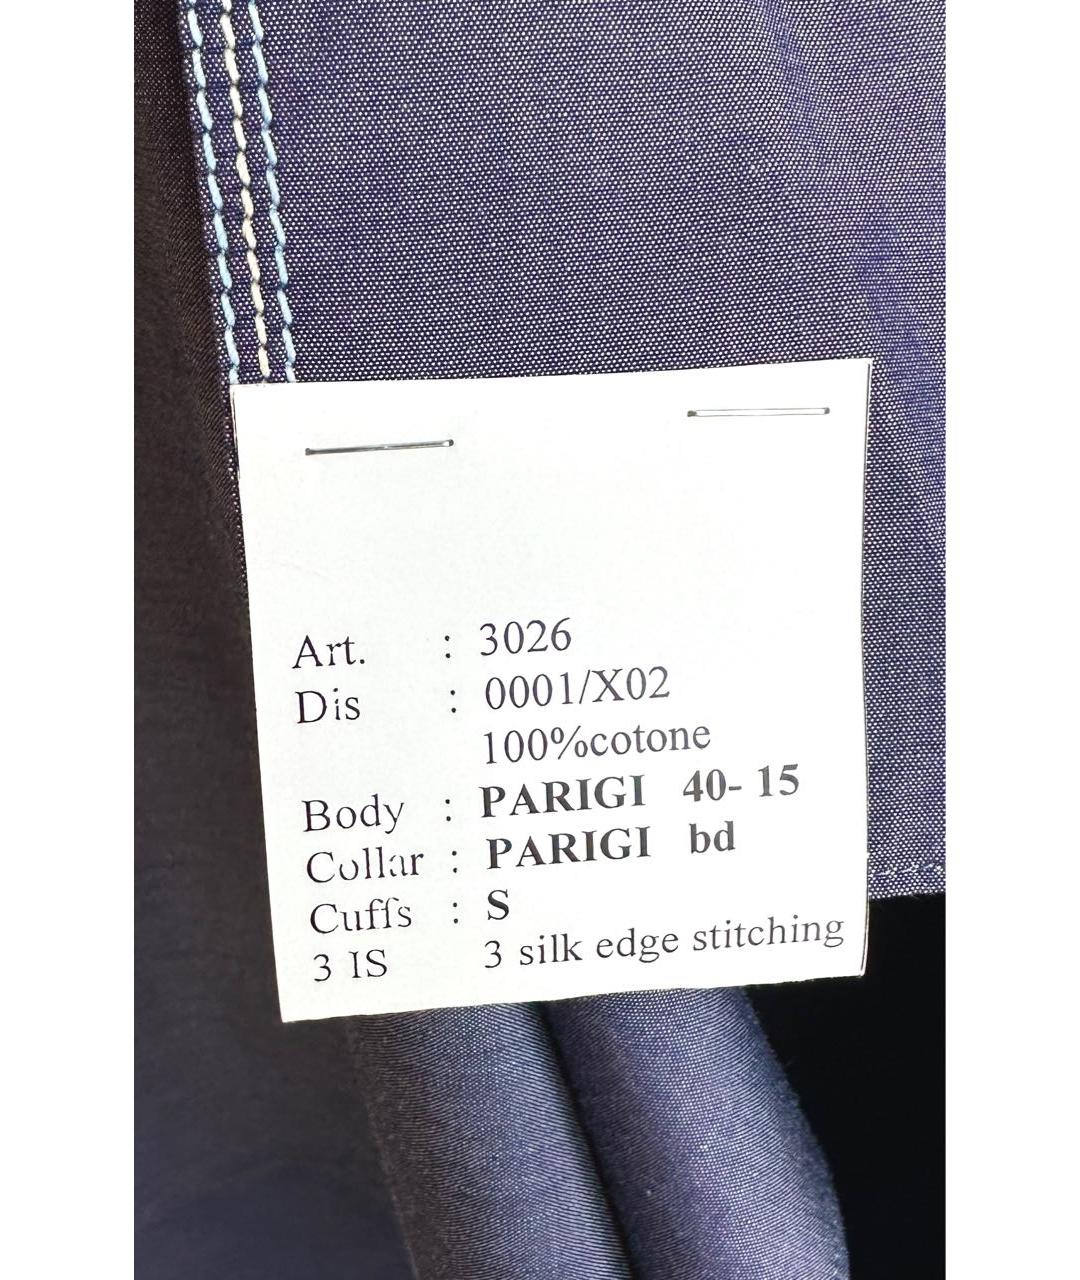 Art. : 3026
Dis : 0001/X02
100%cotone
Body : PARIGI 40- 15
Collar : PARIGI bd
Cuffs : S
3 IS 3 silk edge stitching